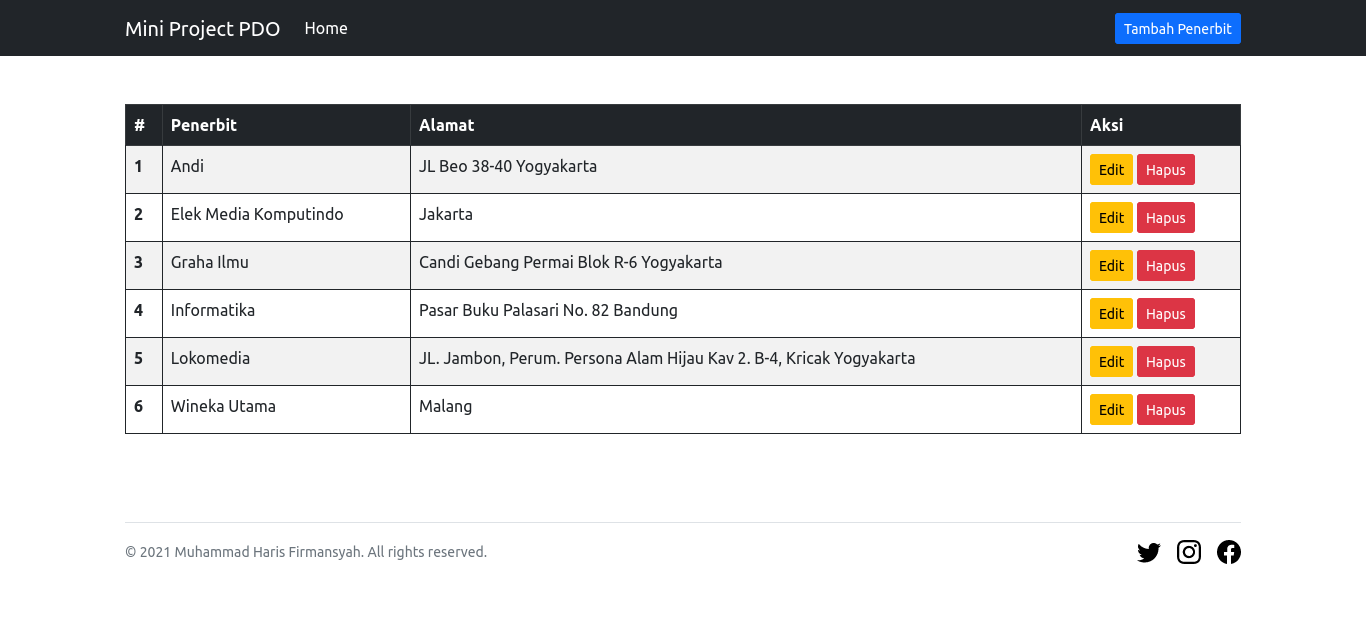 Mini Project PDO Home Tambah Penerbit
# Penerbit Alamat Aksi
1 Andi JL Beo 38-40 Yogyakarta Edit Hapus
2 Elek Media Komputindo Jakarta Edit Hapus
3 Graha Ilmu Candi Gebang Permai Blok R-6 Yogyakarta Edit Hapus
4 Informatika Pasar Buku Palasari No. 82 Bandung Edit Hapus
5 Lokomedia JL. Jambon, Perum. Persona Alam Hijau Kav 2. B-4, Kricak Yogyakarta Edit Hapus
6 Wineka Utama Malang Edit Hapus
© 2021 Muhammad Haris Firmansyah. All rights reserved.